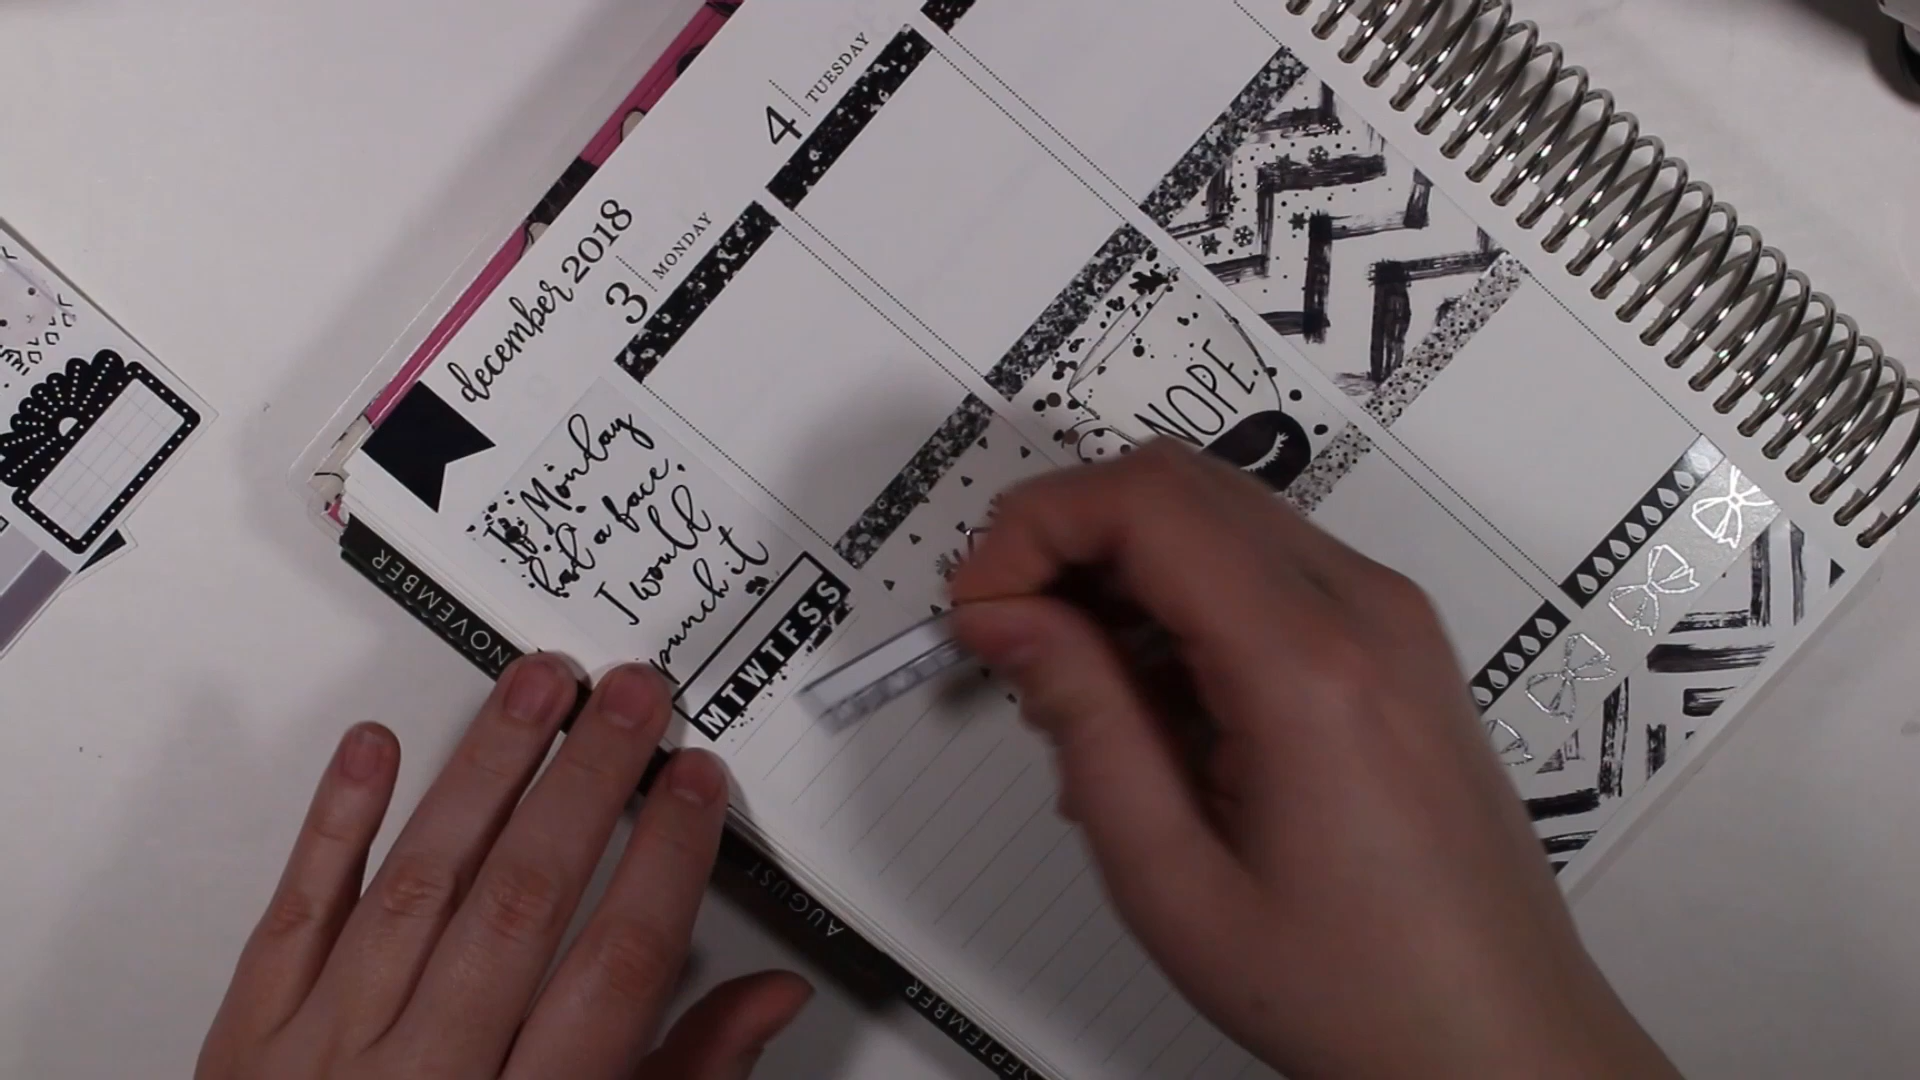 december 2018
3 MONDAY
4 TUESDAY
If Monday
had a face,
I would
punch it
MTWTFSS
NOPE.
NOVEMBER
AUGUST
SEPTEMBER